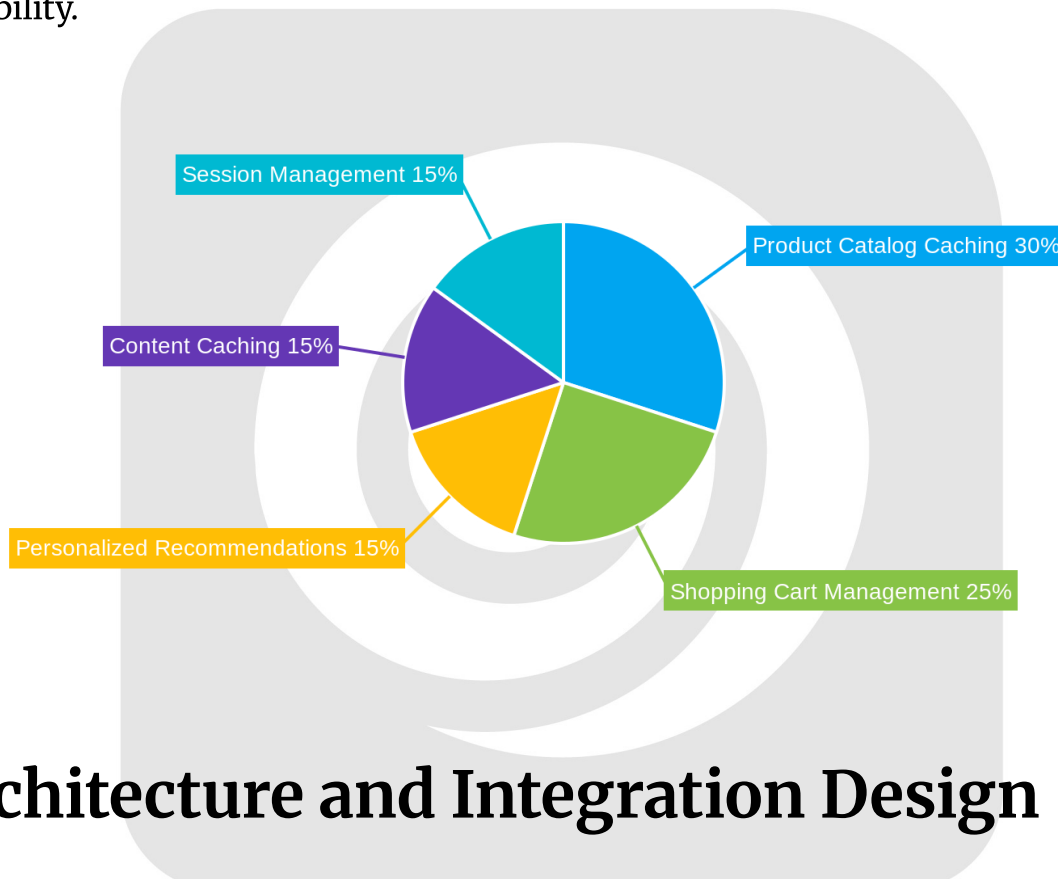 bility.
Session Management 15%
Product Catalog Caching 30%
Content Caching 15%
Personalized Recommendations 15%
Shopping Cart Management 25%
chitecture and Integration Design